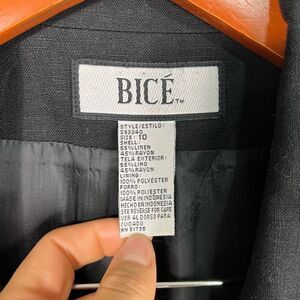 BICÉ™
STYLE/ESTILO:
S93340
SIZE: 10
SHELL:
55%LINEN
45%RAYON
TELA EXTERIOR:
55%LINO
45%RAYON
LINING:
100% POLYESTER
FORRO:
100% POLIESTER
MADE IN INDONESIA
HECHO EN INDONESIA
SEE REVERSE FOR CARE
VER AL DORSO PARA
CUIDADO
RN 51735